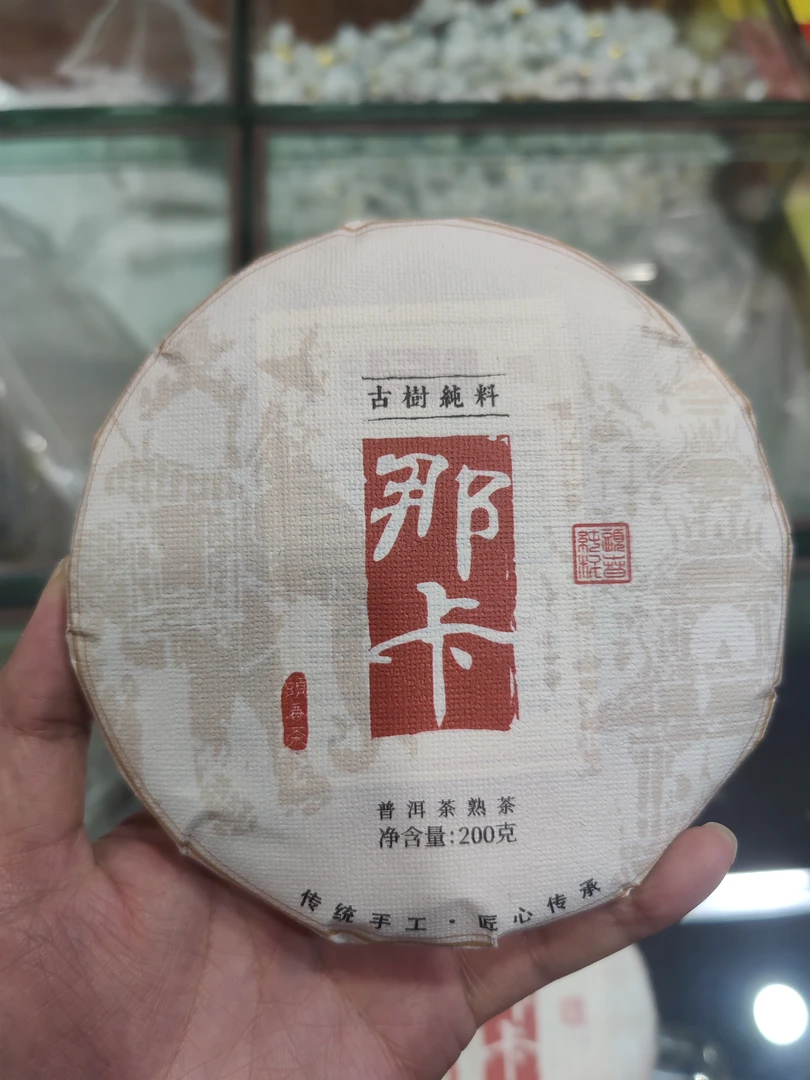 古樹純料
那卡
普洱茶熟茶
净含量:200克
传统手工·匠心传承